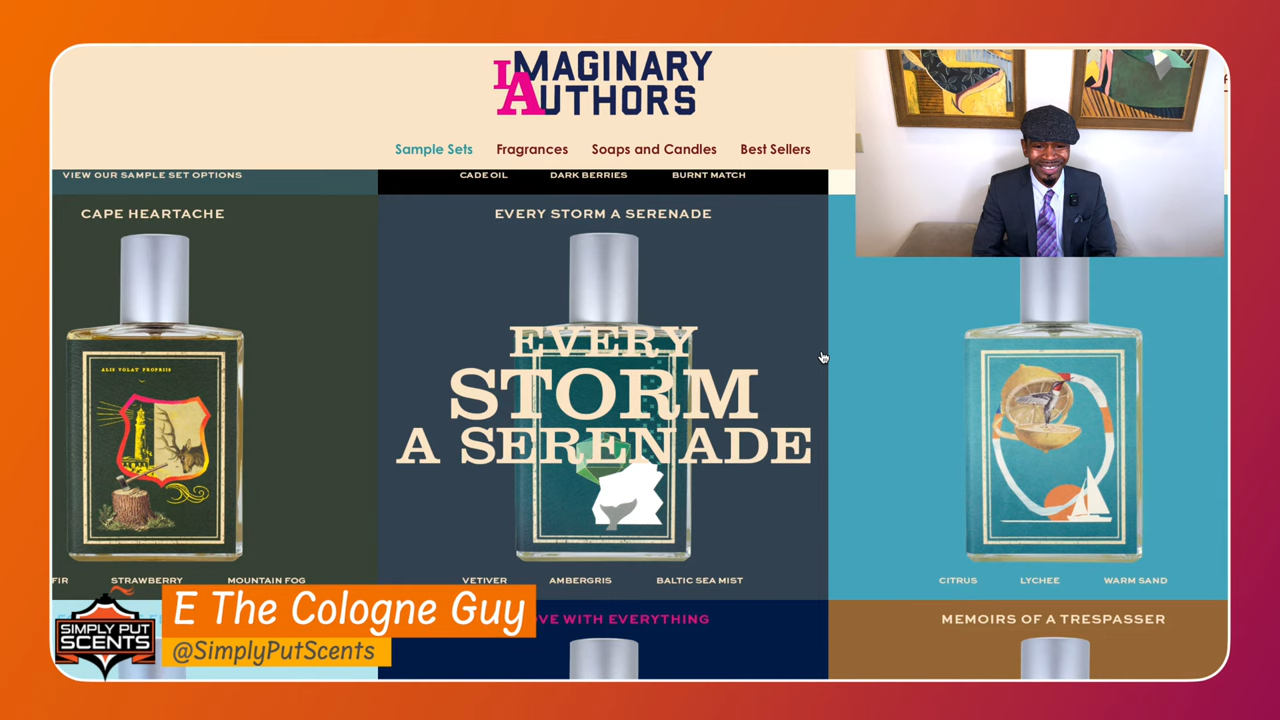 IMAGINARY
AUTHORS
Sample Sets
Fragrances
Soaps and Candles
Best Sellers
VIEW OUR SAMPLE SET OPTIONS
CADE OIL
DARK BERRIES
BURNT MATCH
CAPE HEARTACHE
EVERY STORM A SERENADE
ALIS VOLAT PROPRIIS
EVERY
STORM
A SERENADE
FIR
STRAWBERRY
MOUNTAIN FOG
VETIVER
AMBERGRIS
BALTIC SEA MIST
CITRUS
LYCHEE
WARM SAND
SIMPLY PUT
SCENTS
E The Cologne Guy
@SimplyPutScents
OVE WITH EVERYTHING
MEMOIRS OF A TRESPASSER